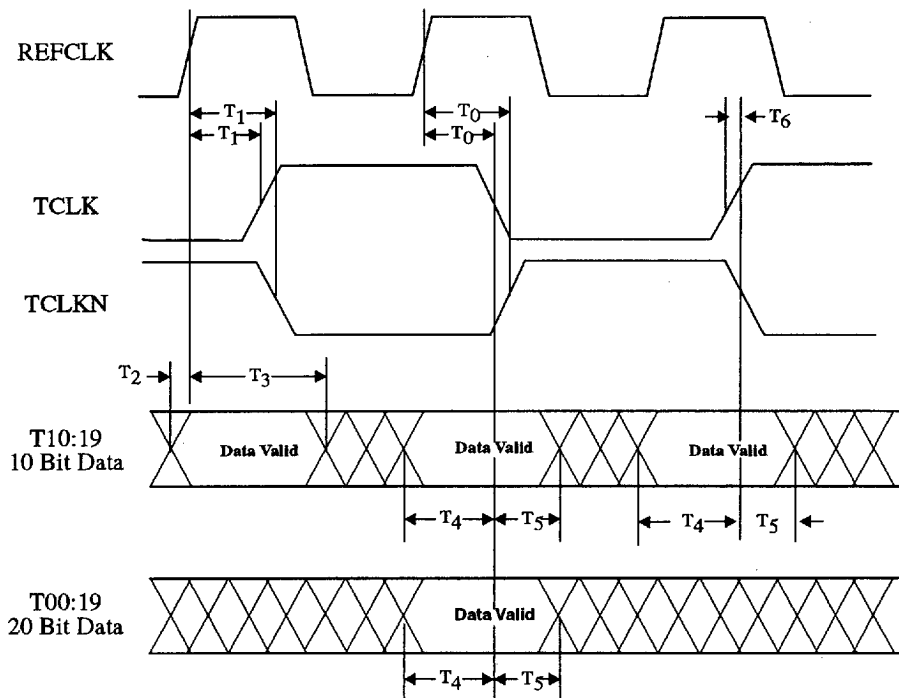 REFCLK
T1
T1
T0
T0
T6
TCLK
TCLKN
T2
T3
T10:19
10 Bit Data
Data Valid
Data Valid
Data Valid
T4
T5
T4
T5
T00:19
20 Bit Data
Data Valid
T4
T5